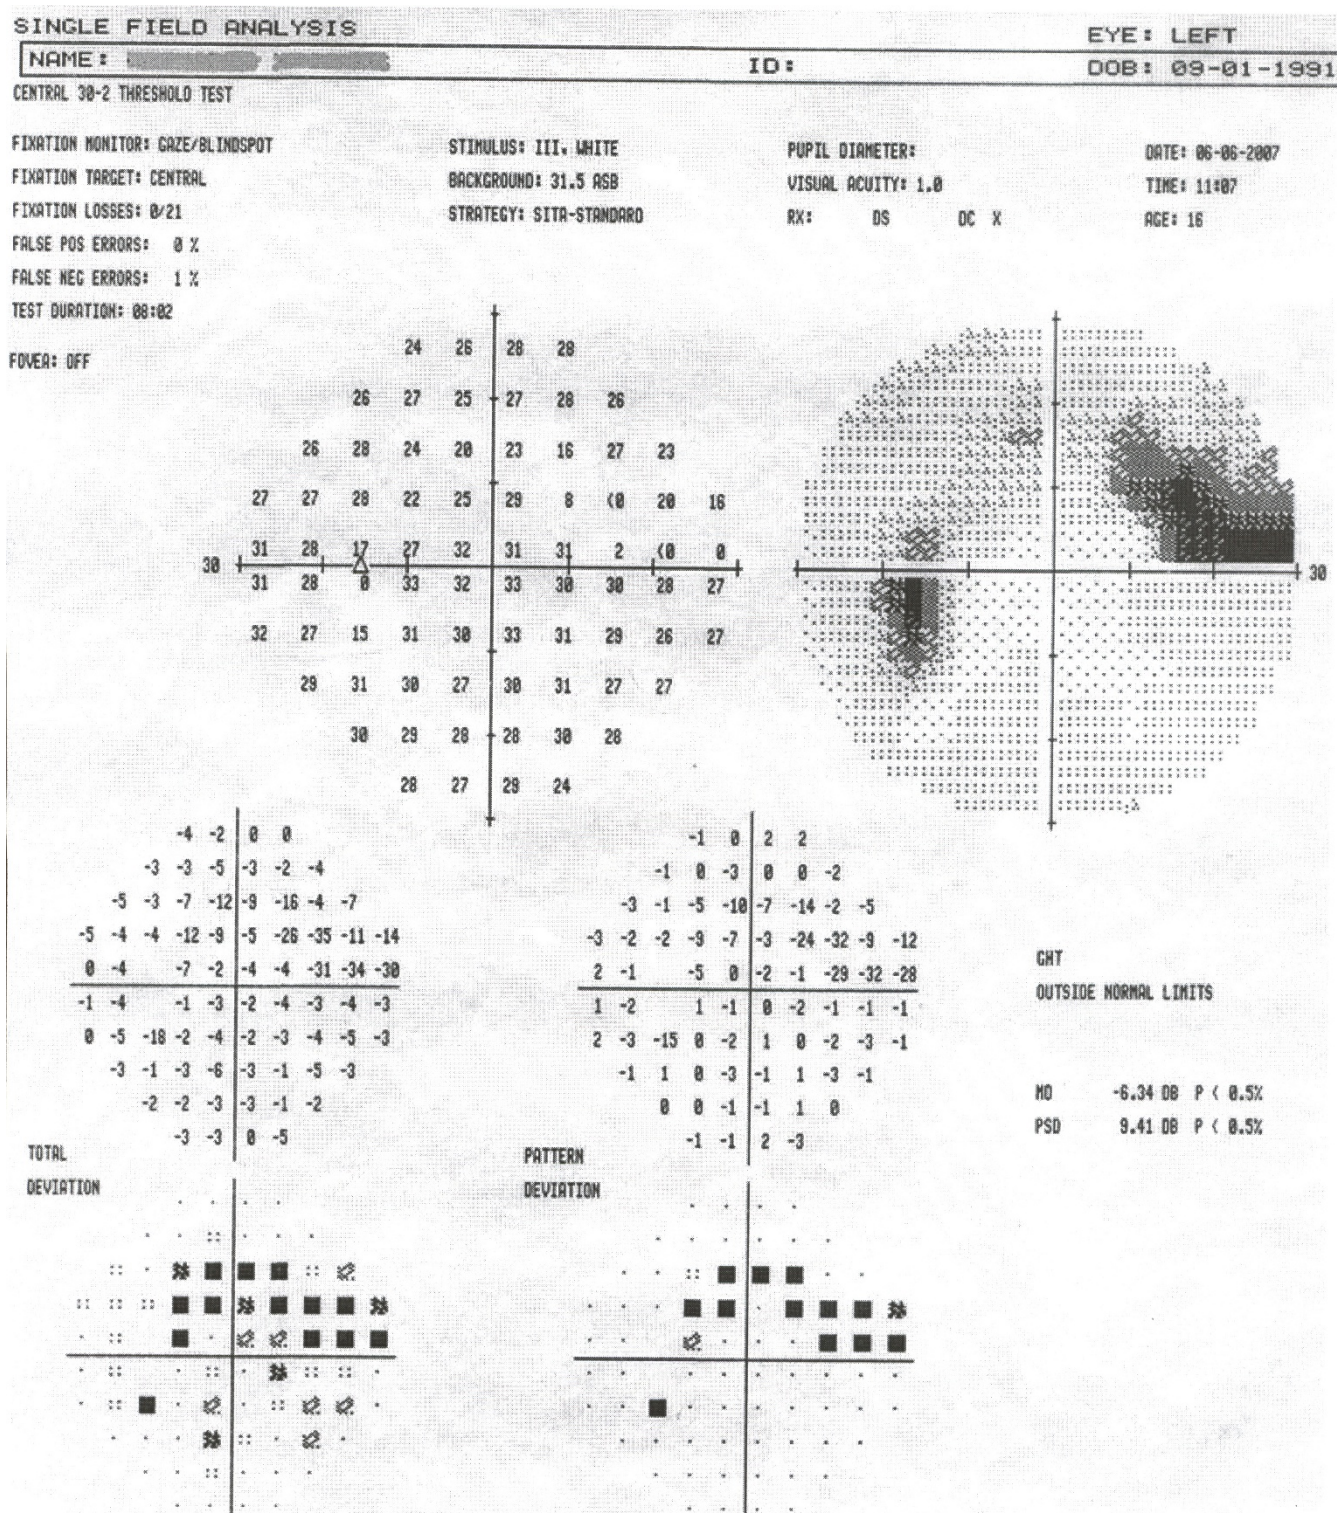 SINGLE FIELD ANALYSIS
EYE: LEFT
NAME:
ID:
DOB: 09-01-1991
CENTRAL 30-2 THRESHOLD TEST
FIXATION MONITOR: GAZE/BLINDSPOT
FIXATION TARGET: CENTRAL
FIXATION LOSSES: 0/21
FALSE POS ERRORS: 0 %
FALSE NEG ERRORS: 1 %
TEST DURATION: 08:02
FOVEA: OFF
STIMULUS: III, WHITE
BACKGROUND: 31.5 ASB
STRATEGY: SITA-STANDARD
PUPIL DIAMETER:
VISUAL ACUITY: 1.0
RX: DS DC X
DATE: 06-06-2007
TIME: 11:07
AGE: 16
24 26 28 28
26 27 25 27 28 26
26 28 24 20 23 16 27 23
27 27 28 22 25 29 8 (0 20 16
31 28 17 27 32 31 31 2 (0 0
30
31 28 0 33 32 33 30 30 28 27
32 27 15 31 30 33 31 29 26 27
29 31 30 27 30 31 27 27
30 29 28 28 30 28
28 27 29 24
30
-4 -2 0 0
-3 -3 -5 -3 -2 -4
-5 -3 -7 -12 -9 -16 -4 -7
-5 -4 -4 -12 -9 -5 -26 -35 -11 -14
0 -4 -7 -2 -4 -4 -31 -34 -30
-1 -4 -1 -3 -2 -4 -3 -4 -3
0 -5 -18 -2 -4 -2 -3 -4 -5 -3
-3 -1 -3 -6 -3 -1 -5 -3
-2 -2 -3 -3 -1 -2
-3 -3 0 -5
TOTAL
DEVIATION
-1 0 2 2
-1 0 -3 0 0 -2
-3 -1 -5 -10 -7 -14 -2 -5
-3 -2 -2 -9 -7 -3 -24 -32 -9 -12
2 -1 -5 0 -2 -1 -29 -32 -28
1 -2 1 -1 0 -2 -1 -1 -1
2 -3 -15 0 -2 1 0 -2 -3 -1
-1 1 0 -3 -1 1 -3 -1
0 0 -1 -1 1 0
-1 -1 2 -3
PATTERN
DEVIATION
GHT
OUTSIDE NORMAL LIMITS
MD -6.34 DB P < 0.5%
PSD 9.41 DB P < 0.5%